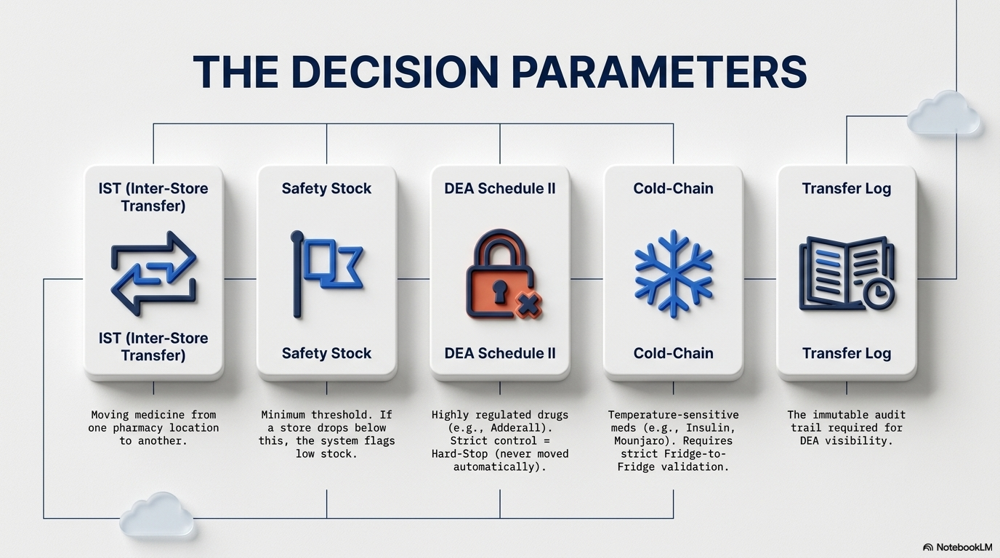 THE DECISION PARAMETERS
IST (Inter-Store
Transfer)
IST (Inter-Store
Transfer)
Moving medicine from
one pharmacy location
to another.
Safety Stock
Safety Stock
Minimum threshold. If
a store drops below
this, the system flags
low stock.
DEA Schedule II
DEA Schedule II
Highly regulated drugs
(e.g., Adderall).
Strict control =
Hard-Stop (never moved
automatically).
Cold-Chain
Cold-Chain
Temperature-sensitive
meds (e.g., Insulin,
Mounjaro). Requires
strict Fridge-to-
Fridge validation.
Transfer Log
Transfer Log
The immutable audit
trail required for
DEA visibility.
NotebookLM